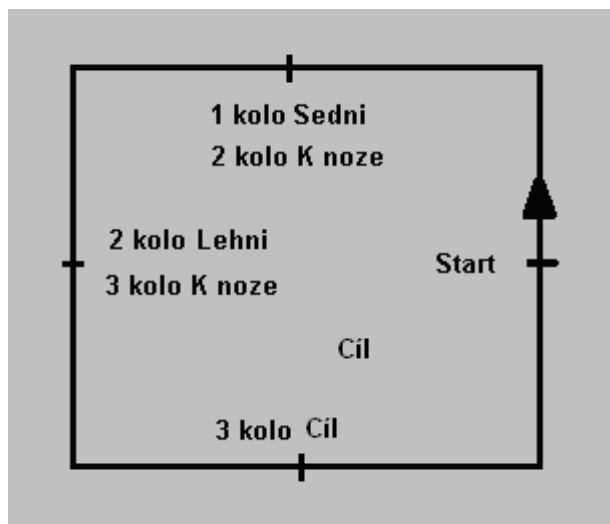 1 kolo Sedni
2 kolo K noze
2 kolo Lehni
3 kolo K noze
Start
Cíl
3 kolo Cíl